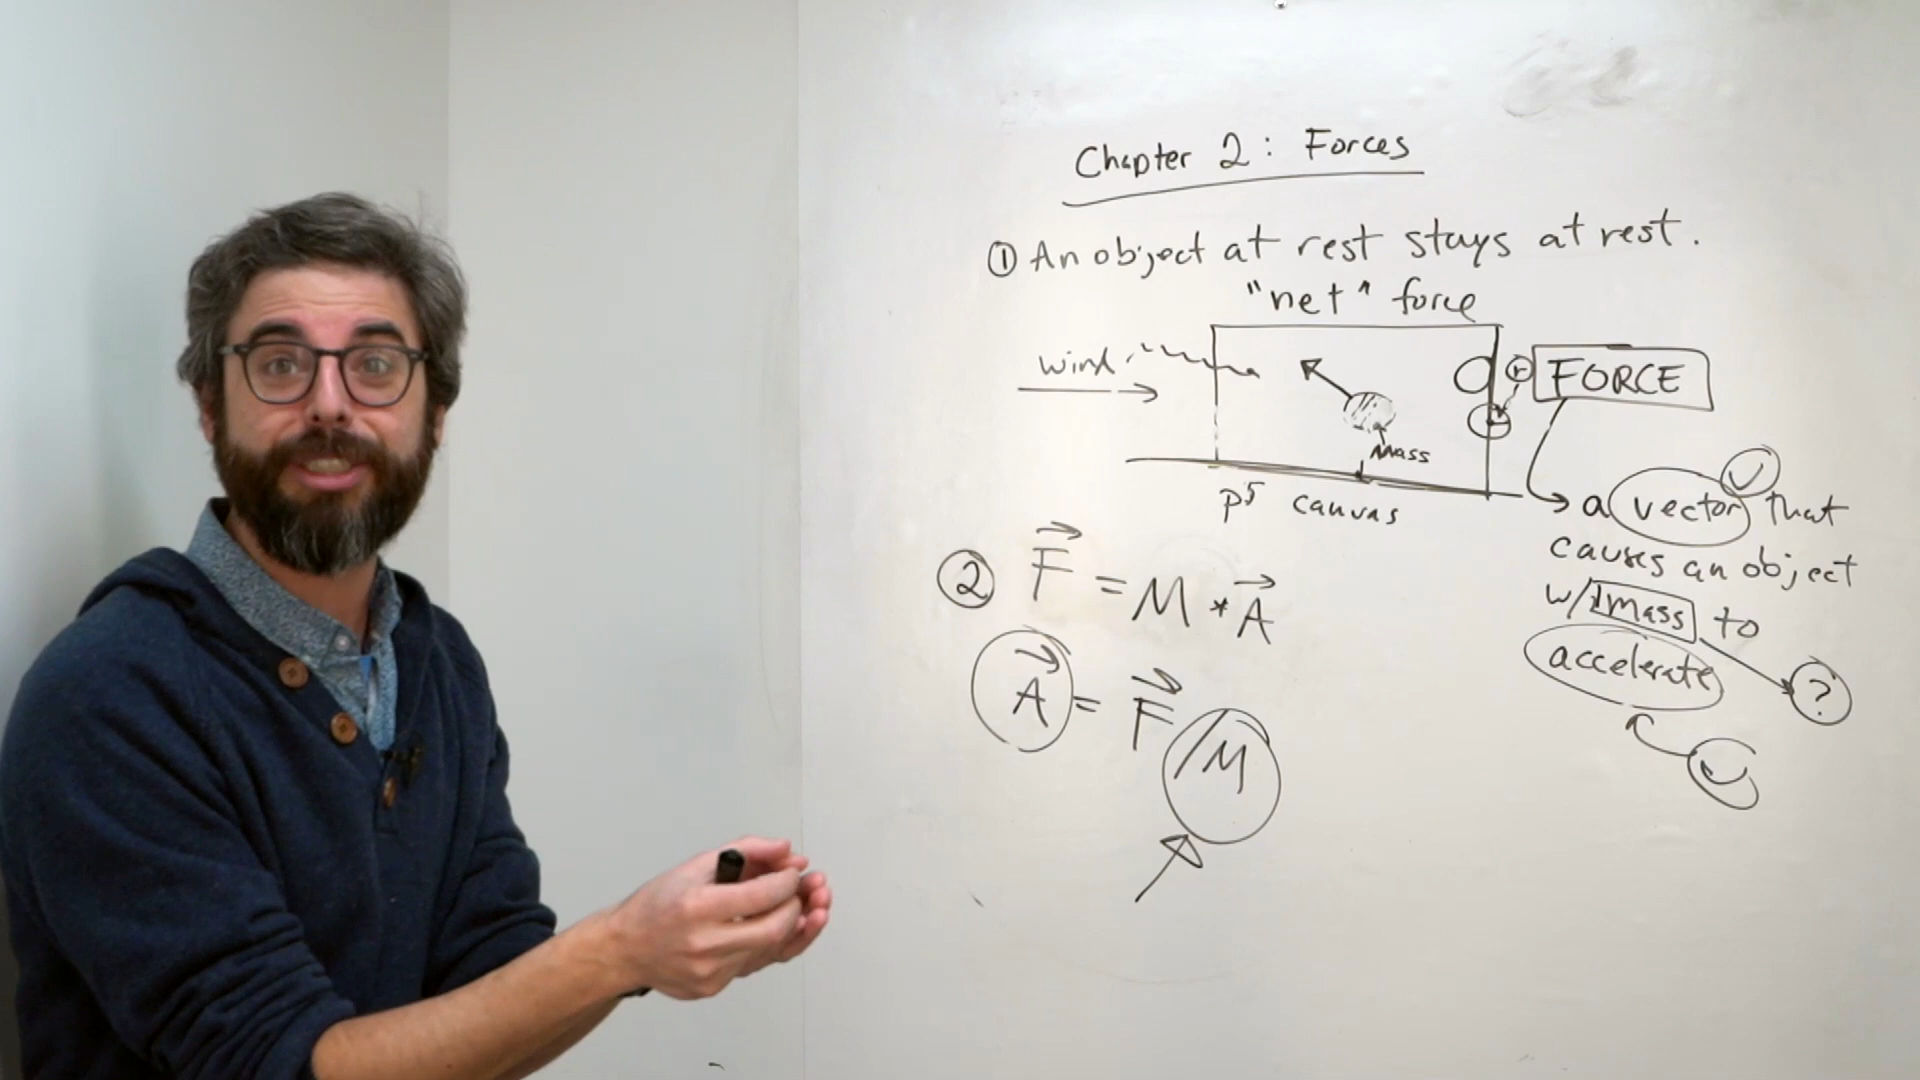 Chapter 2: Forces
① An object at rest stays at rest.
"net" force
wind
r
FORCE
Mass
p5 canvas
a vector that
causes an object
w/ mass to
accelerate
?
② F = M * A
A = F/M